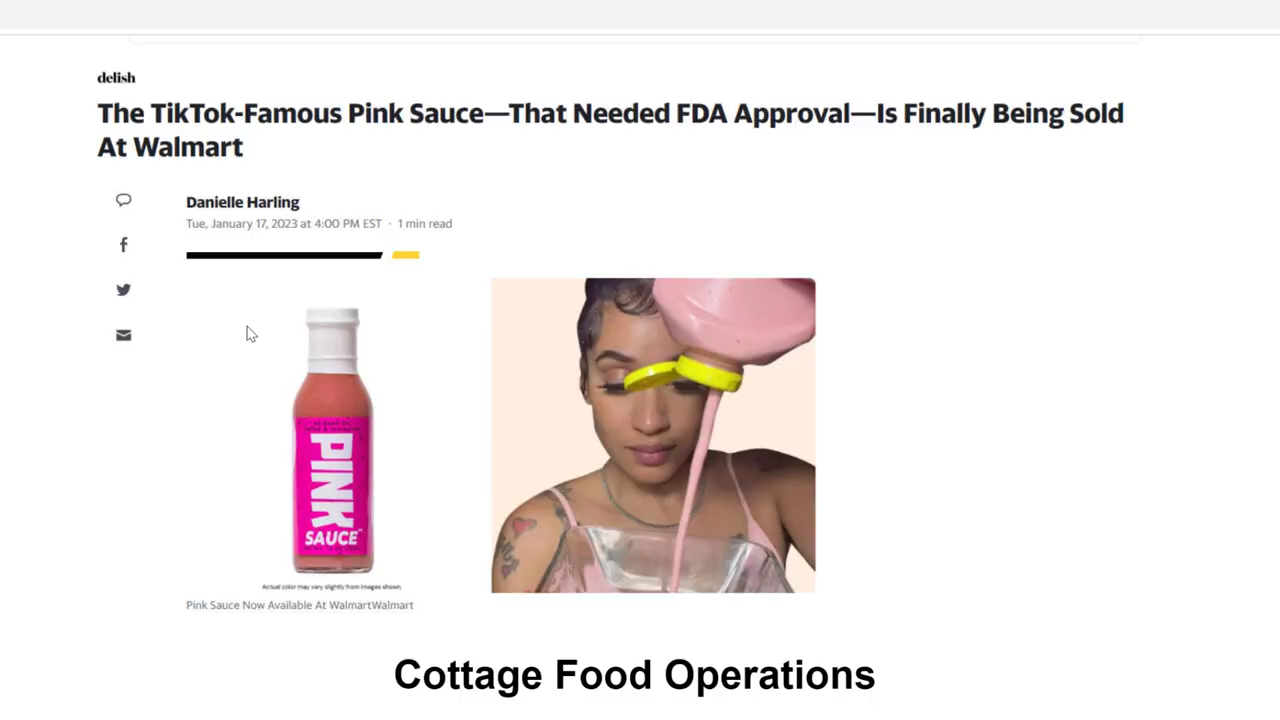 delish
The TikTok-Famous Pink Sauce—That Needed FDA Approval—Is Finally Being Sold
At Walmart
Danielle Harling
Tue, January 17, 2023 at 4:00 PM EST · 1 min read
PINK
SAUCE
Actual color may vary slightly from images shown.
Pink Sauce Now Available At WalmartWalmart
Cottage Food Operations